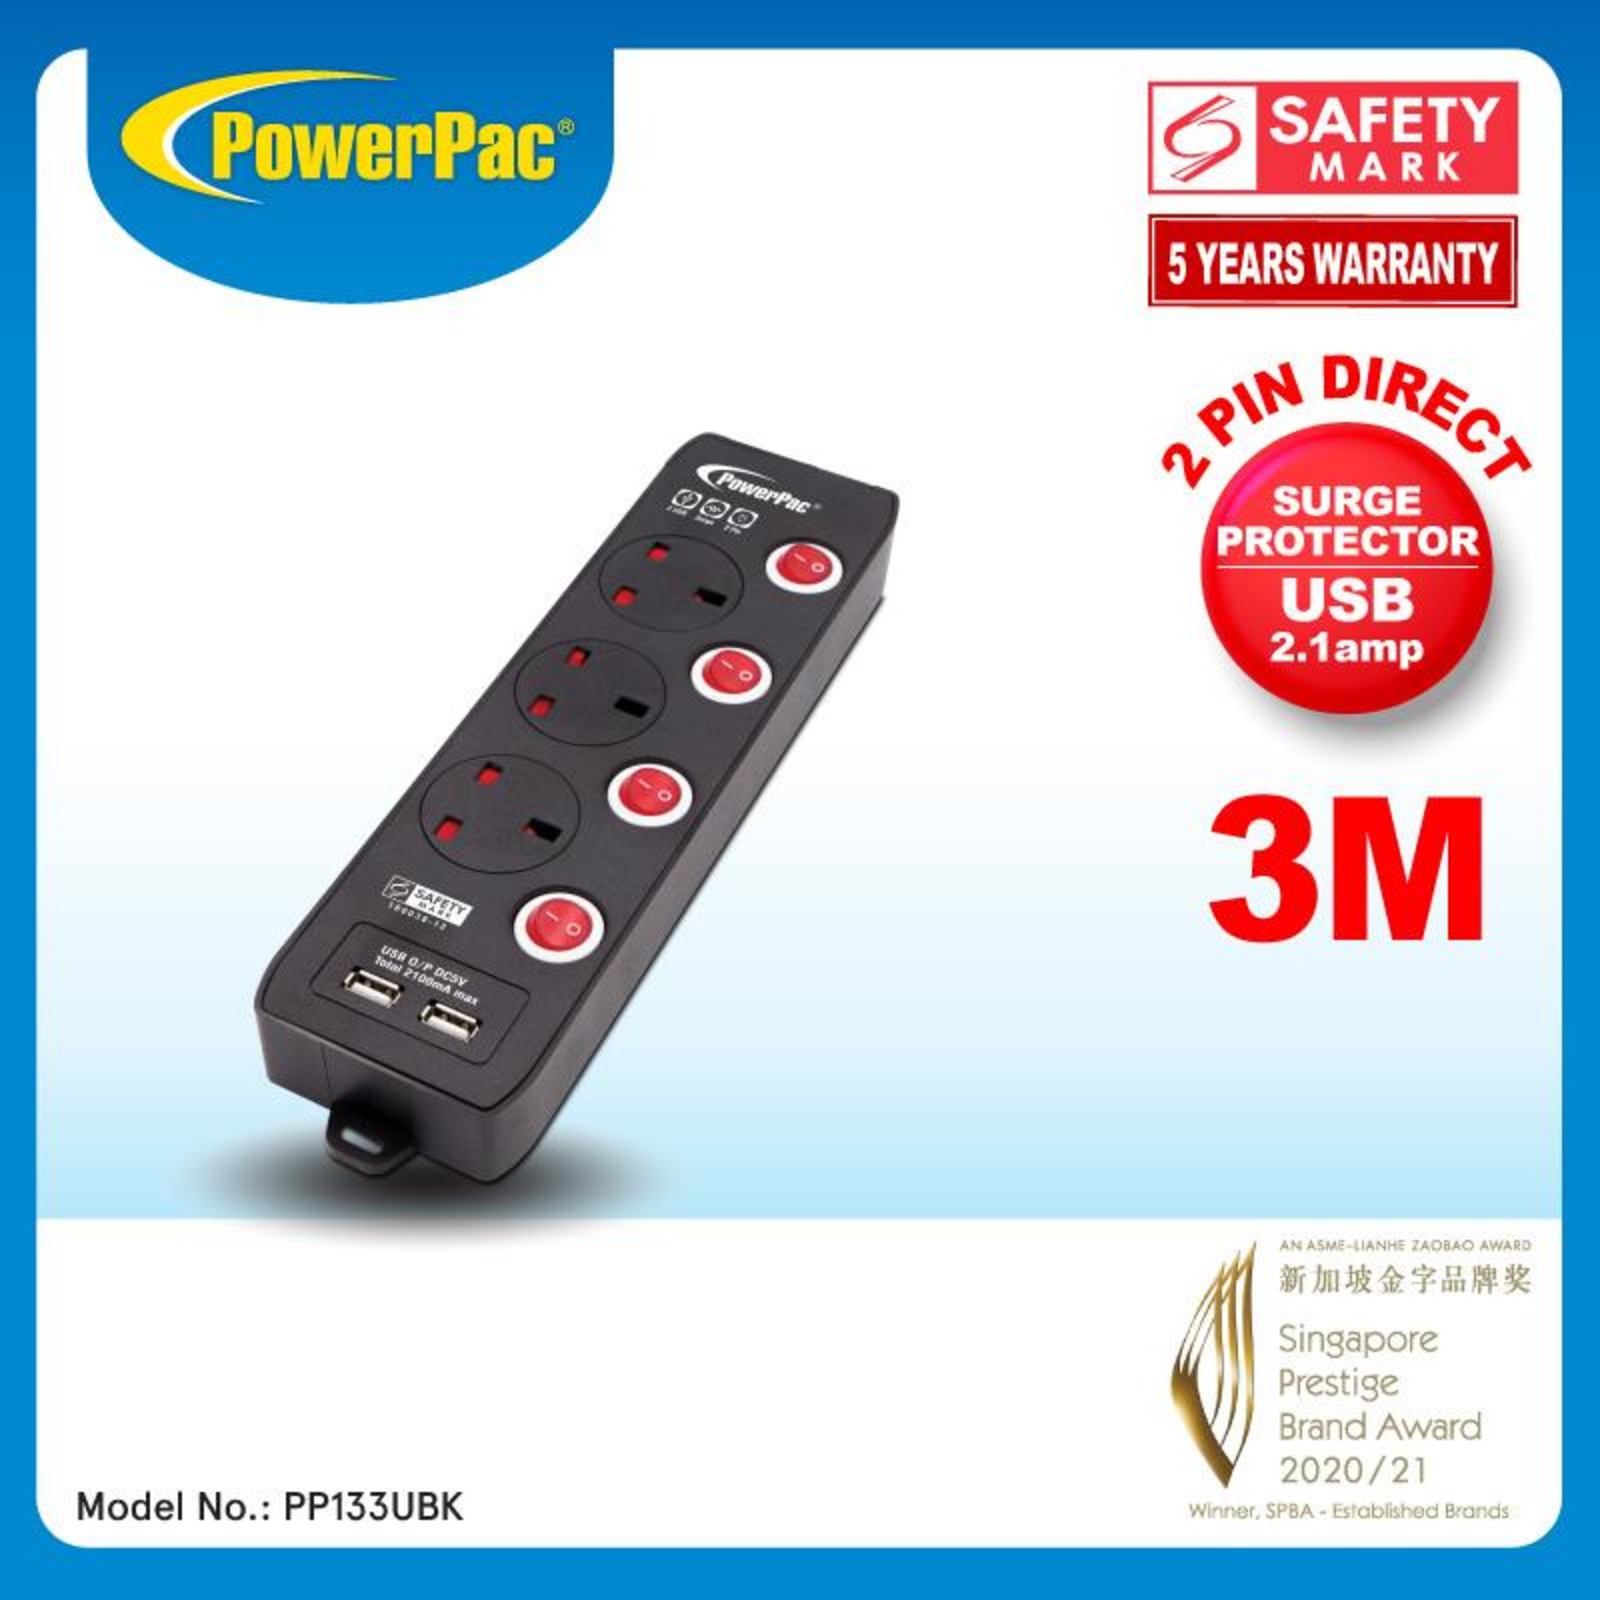 PowerPac®
SAFETY
MARK
5 YEARS WARRANTY
2 PIN DIRECT
SURGE
PROTECTOR
USB
2.1amp
3M
PowerPac®
SAFETY
MARK
USB O/P DC5V
Total 2100mA max
AN ASME-LIANHE ZAOBAO AWARD
新加坡金字品牌奖
Singapore
Prestige
Brand Award
2020/21
Winner, SPBA - Established Brands
Model No.: PP133UBK